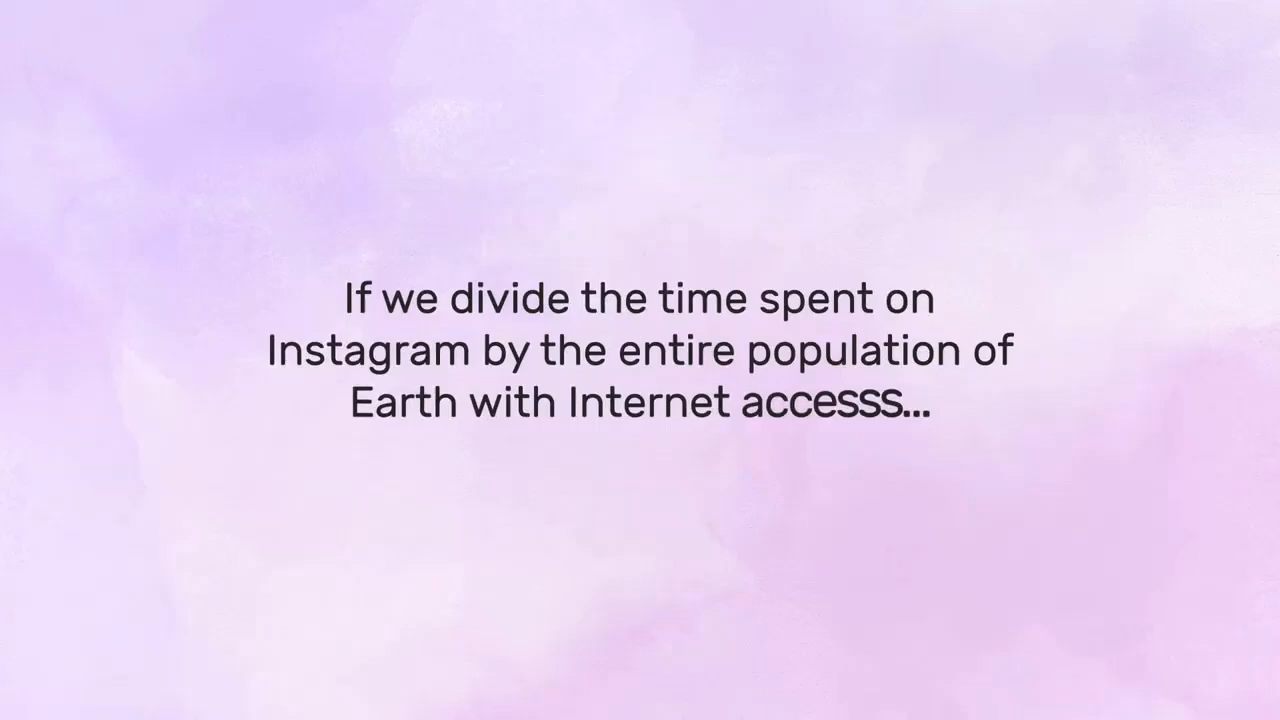 If we divide the time spent on
Instagram by the entire population of
Earth with Internet accesss...